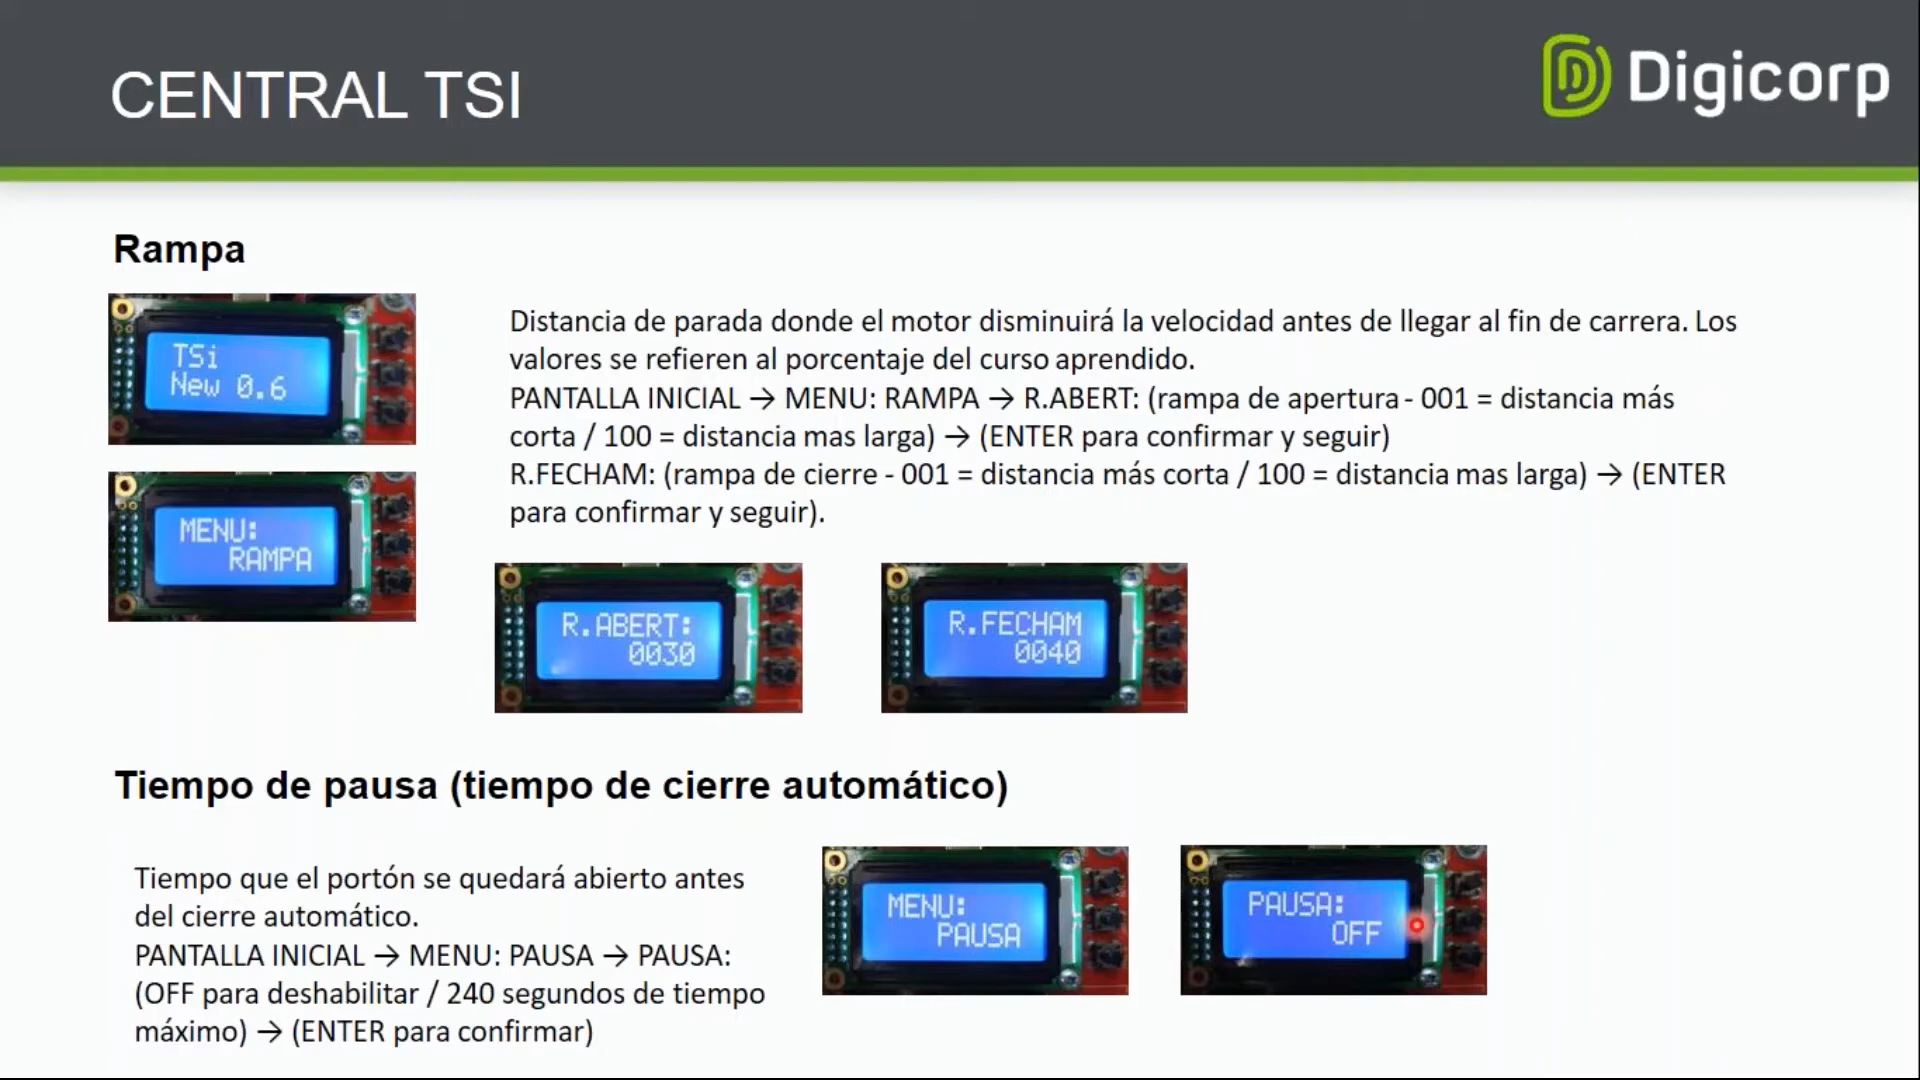 CENTRAL TSI
Digicorp
Rampa
TSi
New 0.6
MENU:
RAMPA
Distancia de parada donde el motor disminuirá la velocidad antes de llegar al fin de carrera. Los
valores se refieren al porcentaje del curso aprendido.
PANTALLA INICIAL → MENU: RAMPA → R.ABERT: (rampa de apertura - 001 = distancia más
corta / 100 = distancia mas larga) → (ENTER para confirmar y seguir)
R.FECHAM: (rampa de cierre - 001 = distancia más corta / 100 = distancia mas larga) → (ENTER
para confirmar y seguir).
R.ABERT:
0030
R.FECHAM
0040
Tiempo de pausa (tiempo de cierre automático)
Tiempo que el portón se quedará abierto antes
del cierre automático.
PANTALLA INICIAL → MENU: PAUSA → PAUSA:
(OFF para deshabilitar / 240 segundos de tiempo
máximo) → (ENTER para confirmar)
MENU:
PAUSA
PAUSA:
OFF